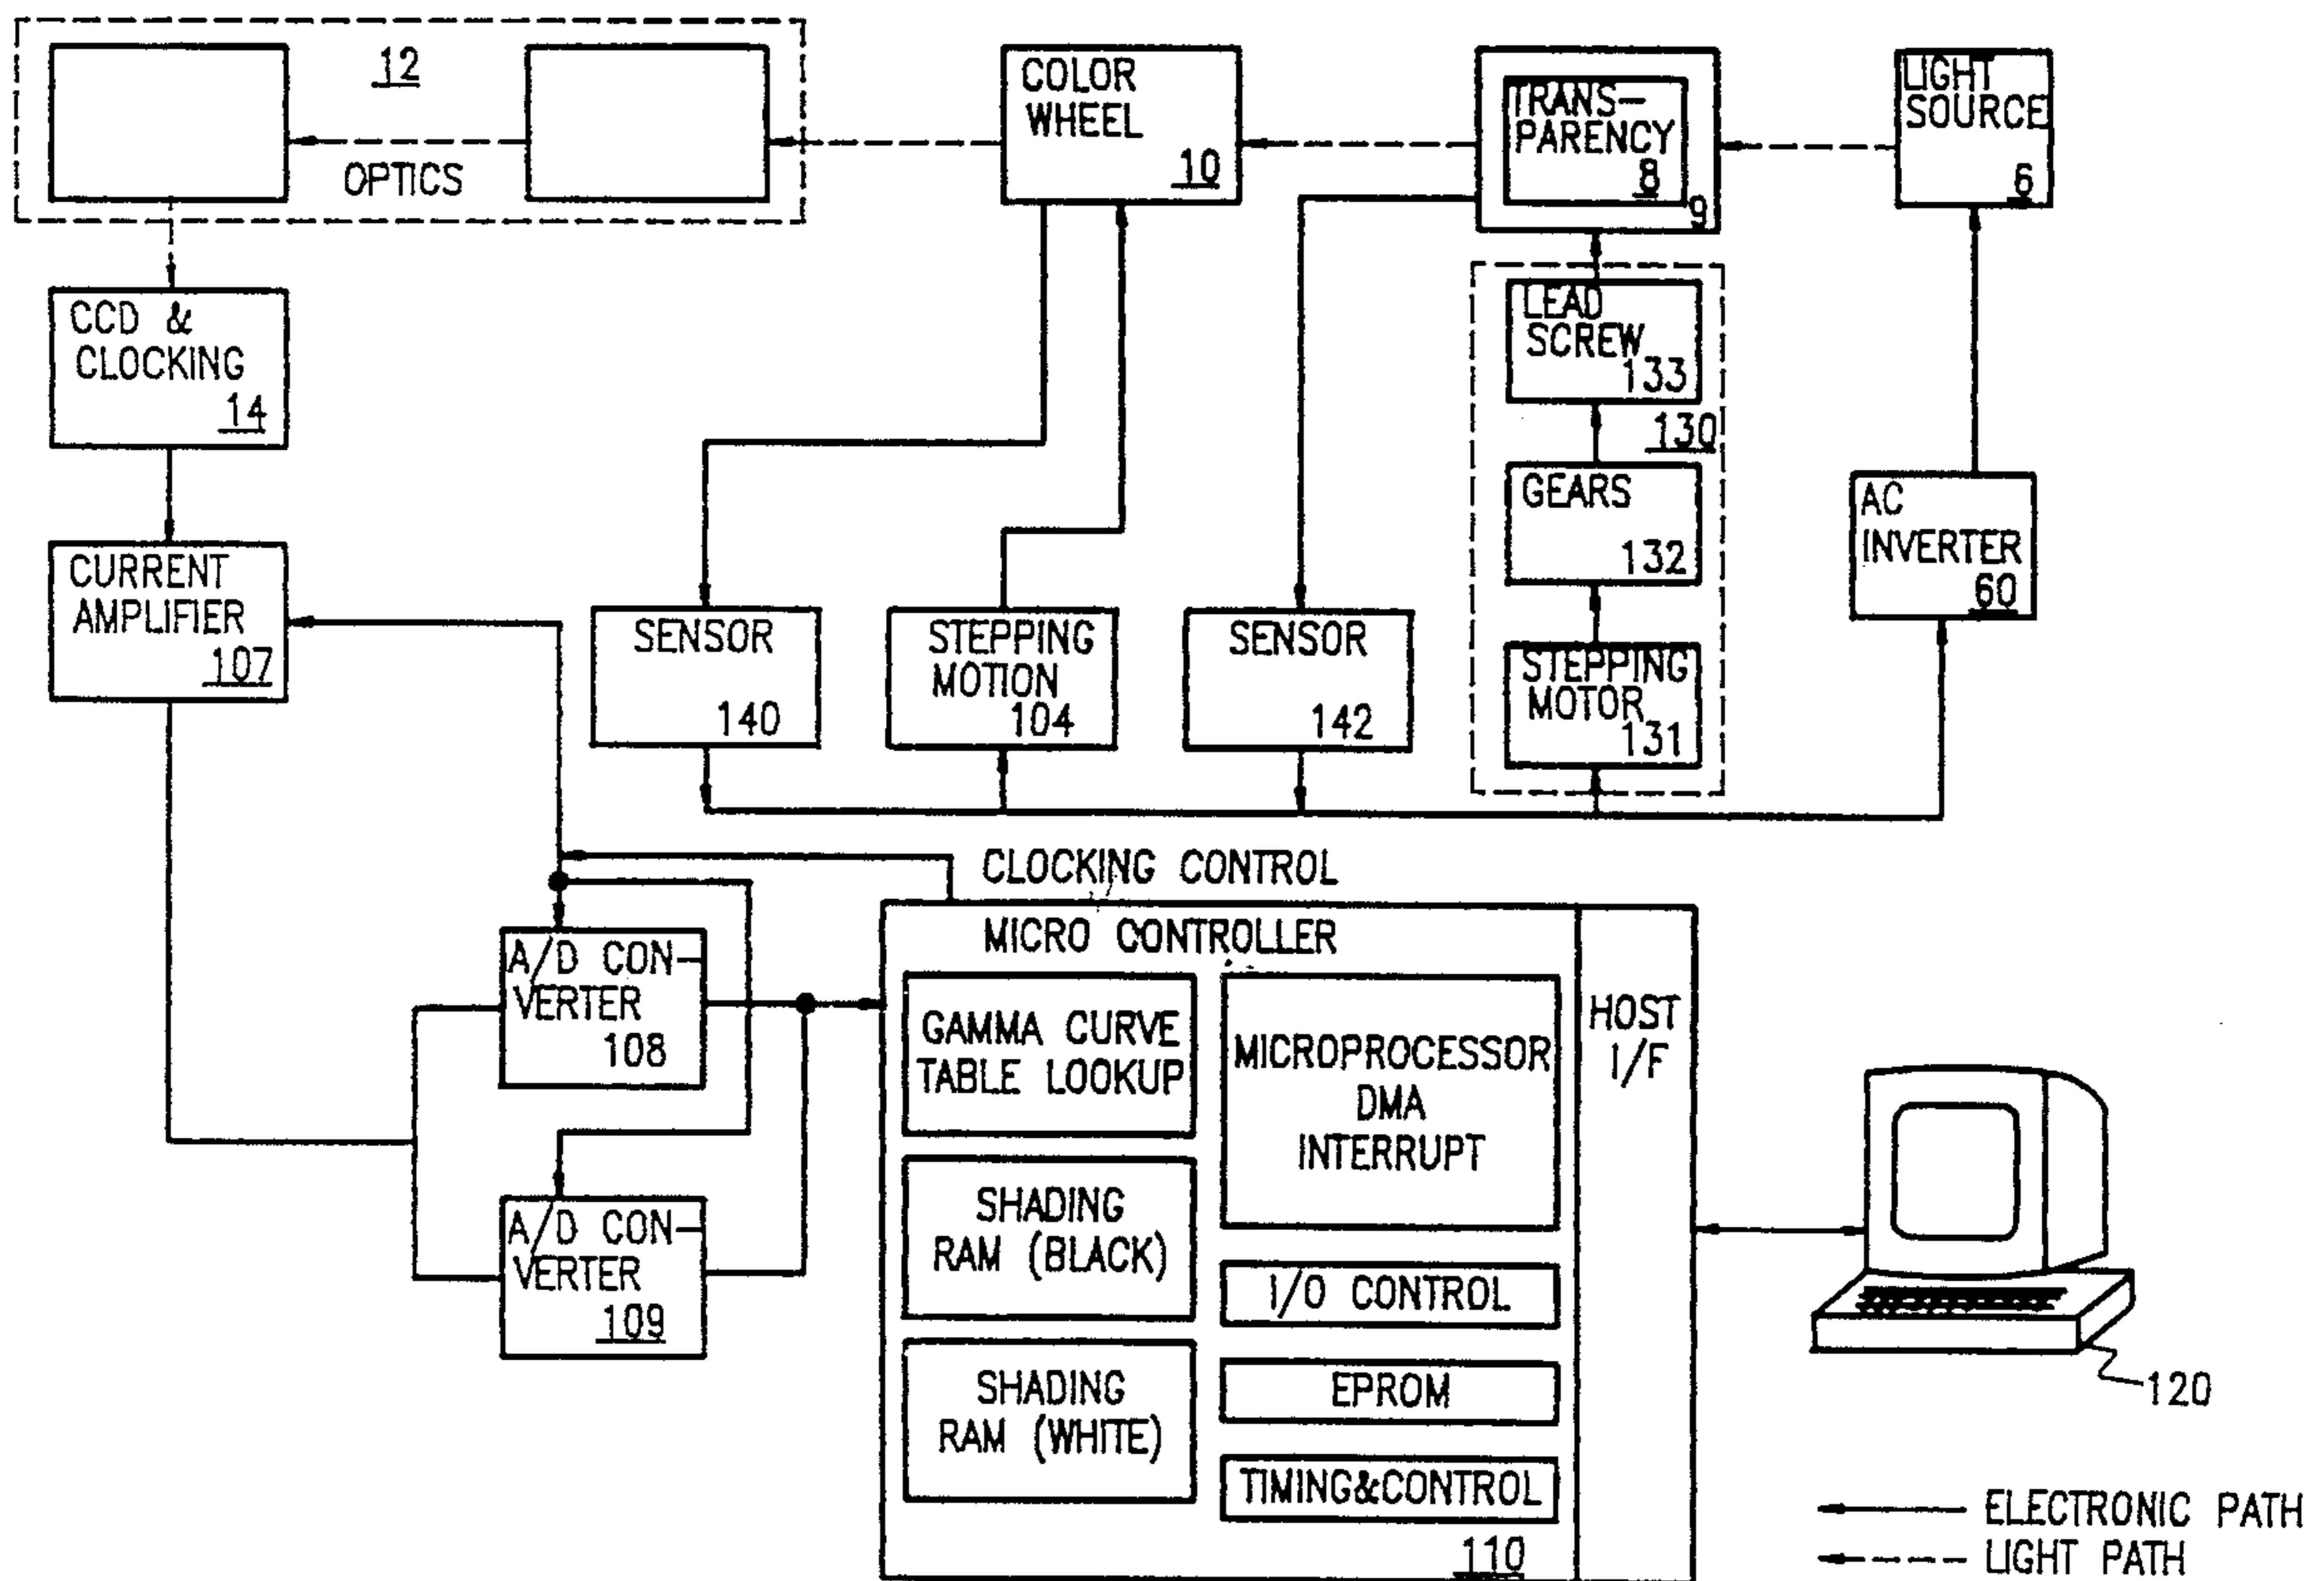 12
OPTICS
COLOR
WHEEL
10
TRANS-
PARENCY
8
9
LIGHT
SOURCE
6
CCD &
CLOCKING
14
LEAD
SCREW
133
130
GEARS
132
STEPPING
MOTOR
131
AC
INVERTER
60
CURRENT
AMPLIFIER
107
SENSOR
140
STEPPING
MOTION
104
SENSOR
142
CLOCKING CONTROL
A/D CON-
VERTER
108
A/D CON-
VERTER
109
MICRO CONTROLLER
GAMMA CURVE
TABLE LOOKUP
SHADING
RAM (BLACK)
SHADING
RAM (WHITE)
MICROPROCESSOR
DMA
INTERRUPT
I/O CONTROL
EPROM
TIMING&CONTROL
110
HOST
I/F
120
ELECTRONIC PATH
LIGHT PATH